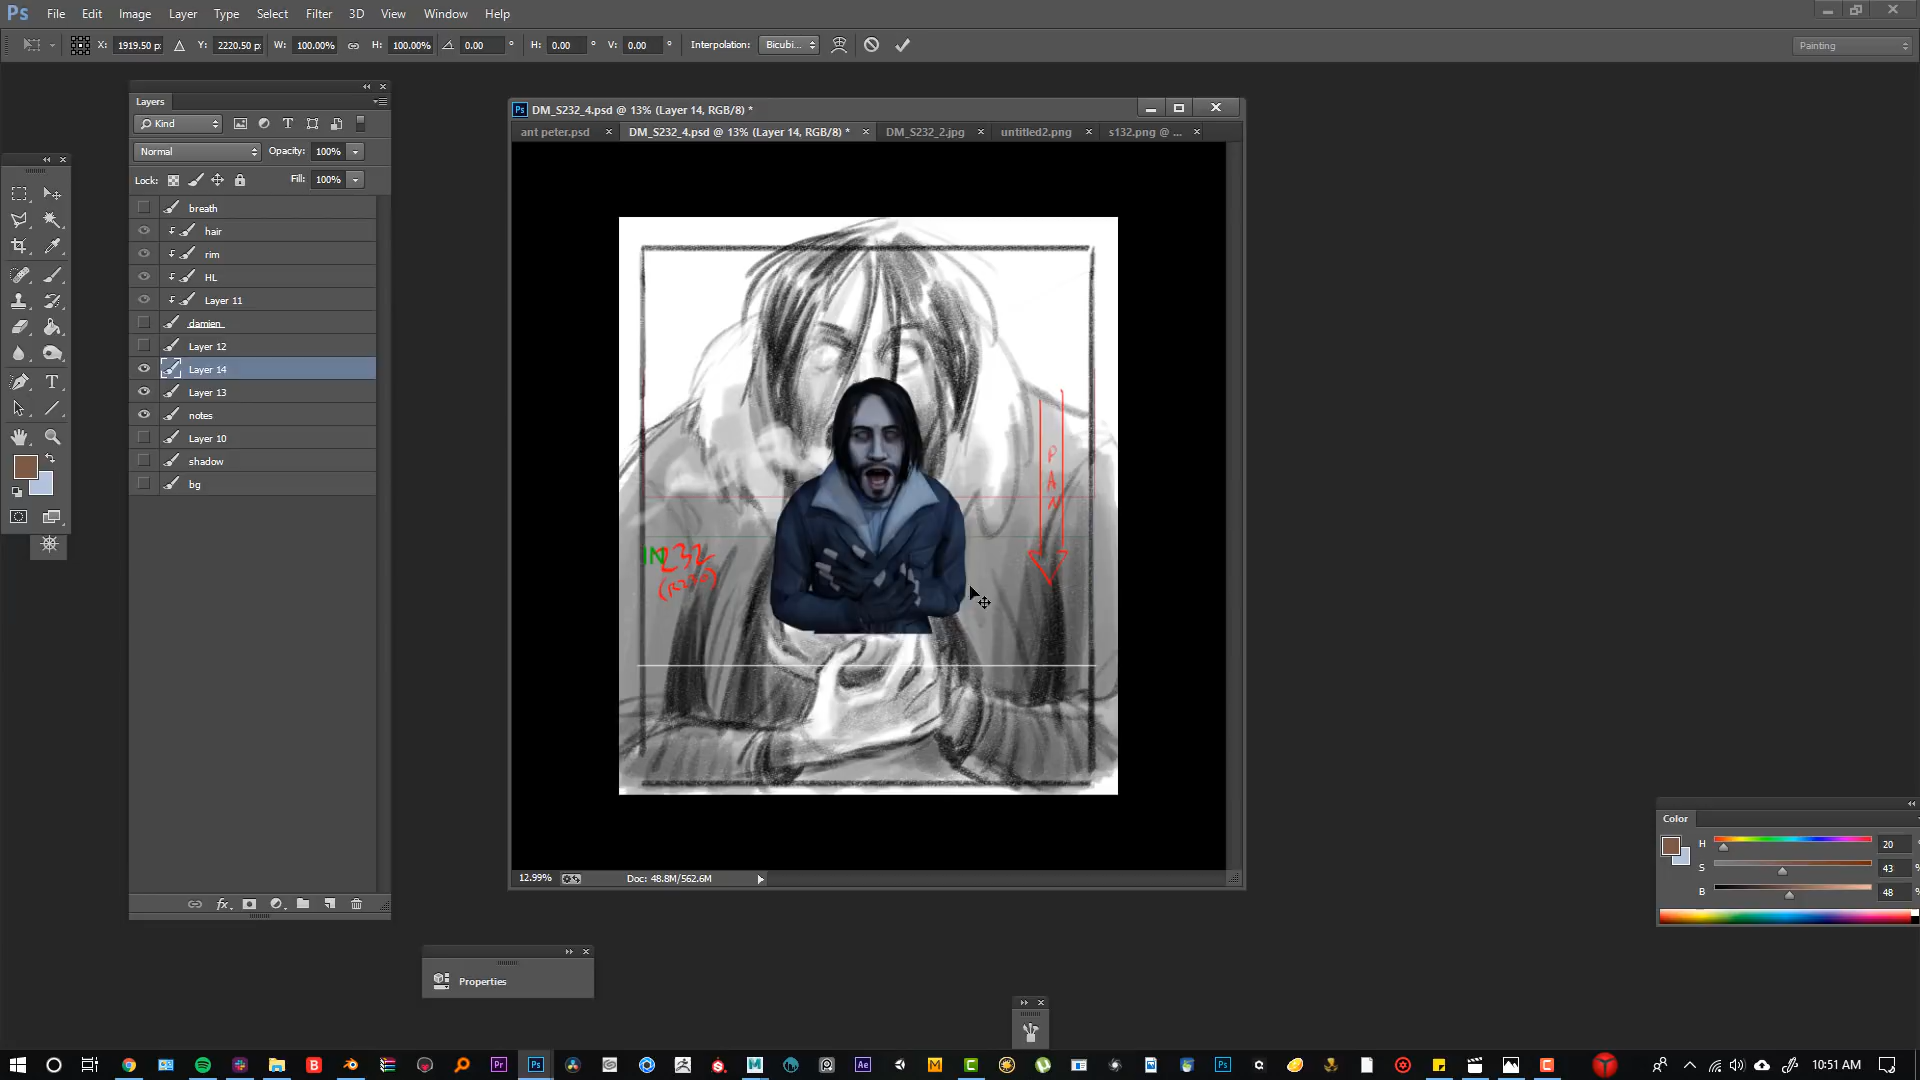 Ps File Edit Image Layer Type Select Filter 3D View Window Help
X: 1919.50 p Y: 2220.50 p W: 100.00% H: 100.00% 0.00 ° H: 0.00 ° V: 0.00 ° Interpolation: Bicubi... Painting
Layers
Kind
Normal Opacity: 100%
Lock: Fill: 100%
breath
hair
rim
HL
Layer 11
damien
Layer 12
Layer 14
Layer 13
notes
Layer 10
shadow
bg
DM_S232_4.psd @ 13% (Layer 14, RGB/8) *
ant peter.psd × DM_S232_4.psd @ 13% (Layer 14, RGB/8) * × DM_S232_2.jpg × untitled2.png × s132.png @ ... ×
PAN
IN 232
12.99% Doc: 48.8M/562.6M
Properties
Color
H 20 °
S 43 %
B 48 %
10:51 AM